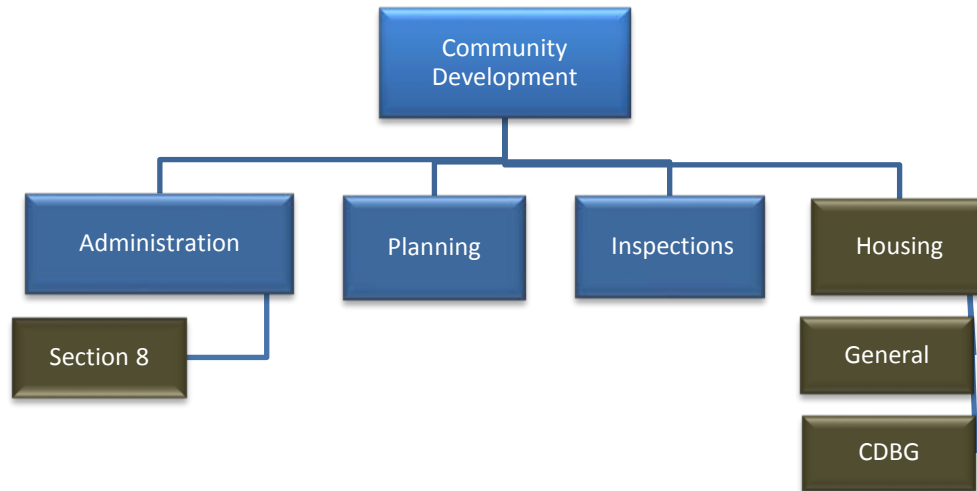 Community
Development
Administration
Planning
Inspections
Housing
Section 8
General
CDBG